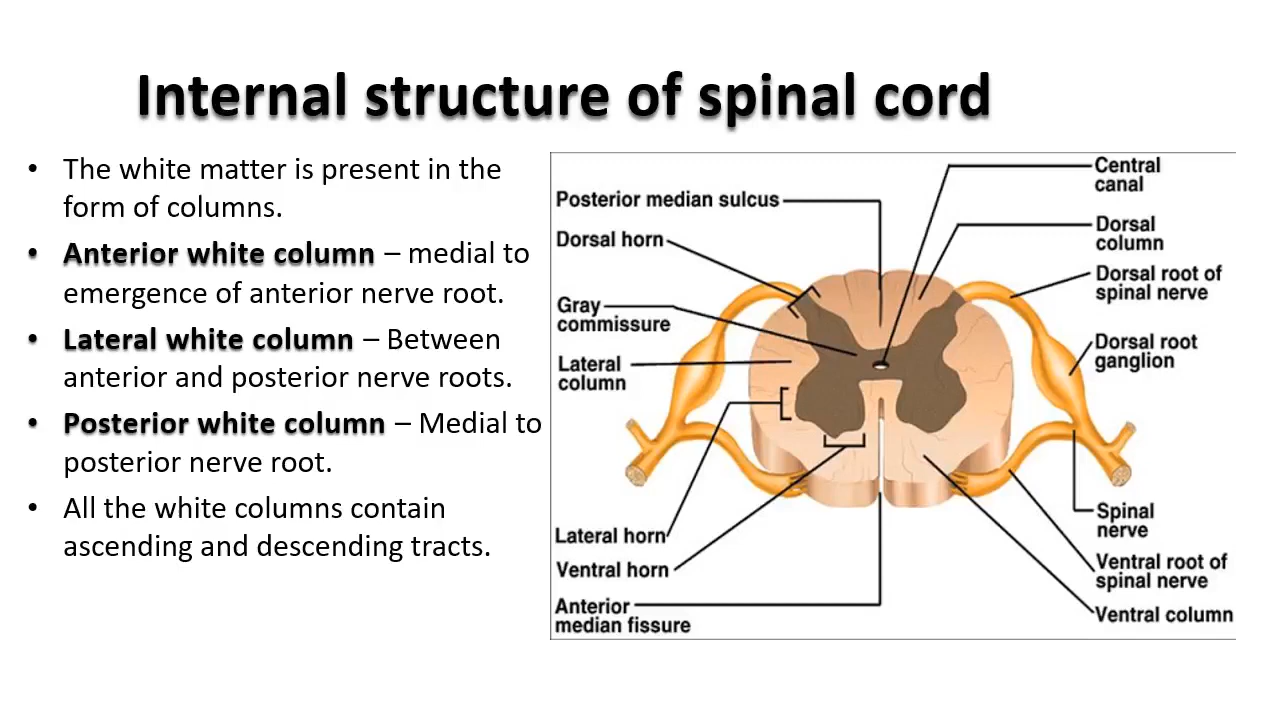 Internal structure of spinal cord
• The white matter is present in the
form of columns.
• Anterior white column – medial to
emergence of anterior nerve root.
• Lateral white column – Between
anterior and posterior nerve roots.
• Posterior white column – Medial to
posterior nerve root.
• All the white columns contain
ascending and descending tracts.
Posterior median sulcus
Dorsal horn
Gray
commissure
Lateral
column
Lateral horn
Ventral horn
Anterior
median fissure
Central
canal
Dorsal
column
Dorsal root of
spinal nerve
Dorsal root
ganglion
Spinal
nerve
Ventral root of
spinal nerve
Ventral column